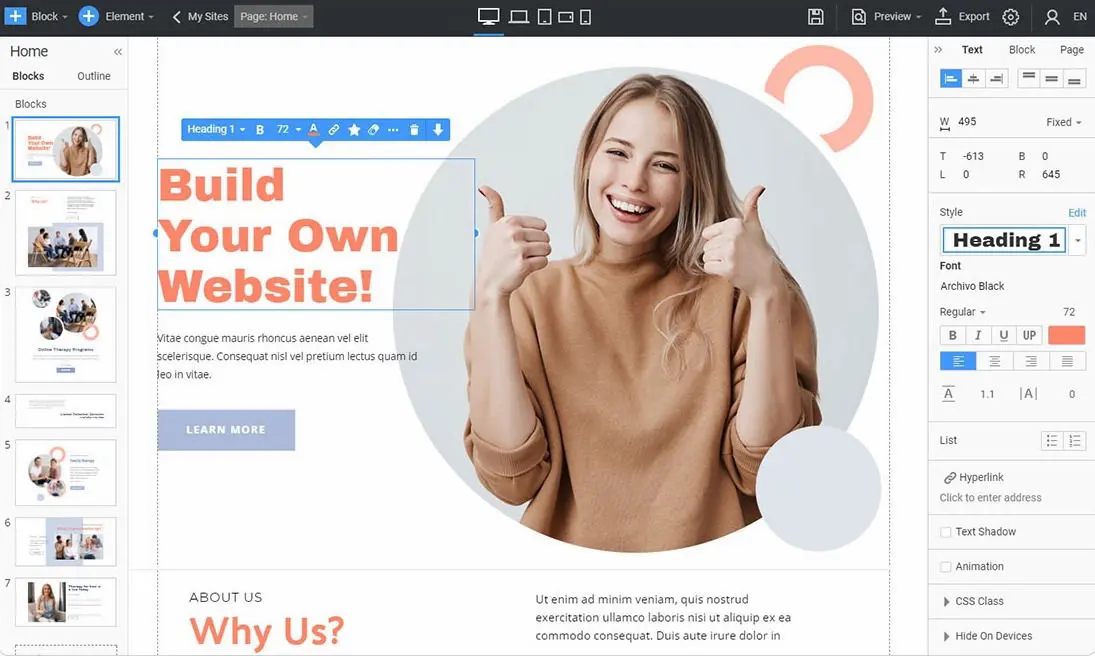 Block
Element
My Sites
Page: Home
Preview
Export
EN
Home
Blocks
Outline
Blocks
1
2
3
Online Therapy Programs
4
5
6
7
Heading 1
B
72
A
Build
Your Own
Website!
Vitae congue mauris rhoncus aenean vel elit
scelerisque. Consequat nisl vel pretium lectus quam id
leo in vitae.
LEARN MORE
ABOUT US
Why Us?
Ut enim ad minim veniam, quis nostrud
exercitation ullamco laboris nisi ut aliquip ex ea
commodo consequat. Duis aute irure dolor in
Text
Block
Page
W 495 Fixed
T -613 B 0
L 0 R 645
Style Edit
Heading 1
Font
Archivo Black
Regular 72
B I U UP
A 1.1 |A| 0
List
Hyperlink
Click to enter address
Text Shadow
Animation
CSS Class
Hide On Devices